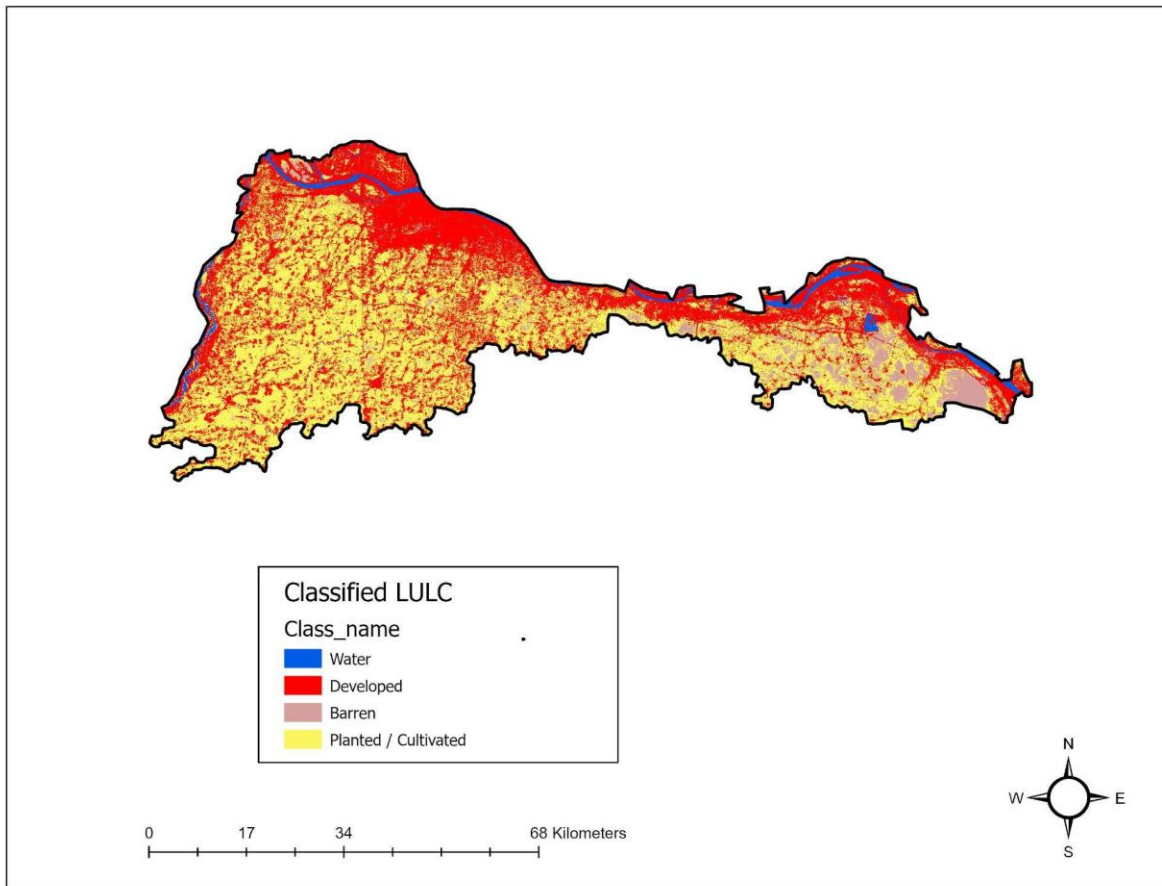 Classified LULC
Class_name
Water
Developed
Barren
Planted / Cultivated
0 17 34 68 Kilometers
N
W E
S